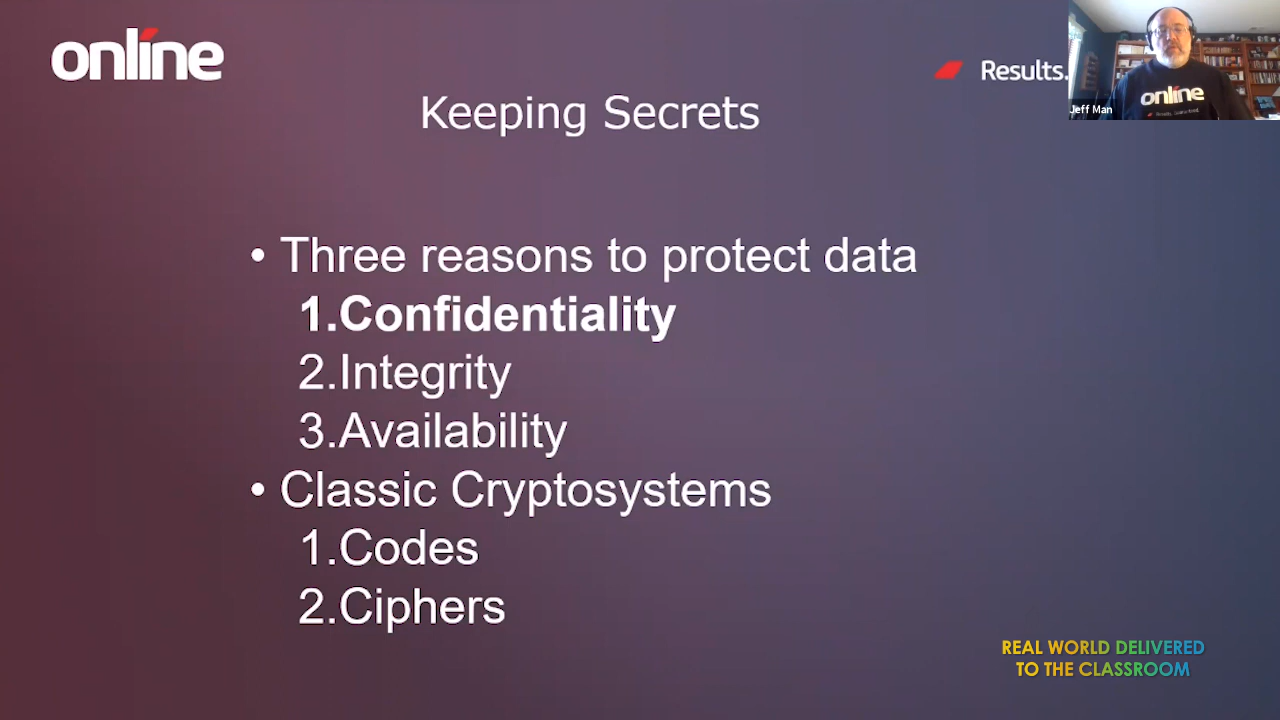 online
Results.
Jeff Man
online
Keeping Secrets
• Three reasons to protect data
1.Confidentiality
2.Integrity
3.Availability
• Classic Cryptosystems
1.Codes
2.Ciphers
REAL WORLD DELIVERED
TO THE CLASSROOM